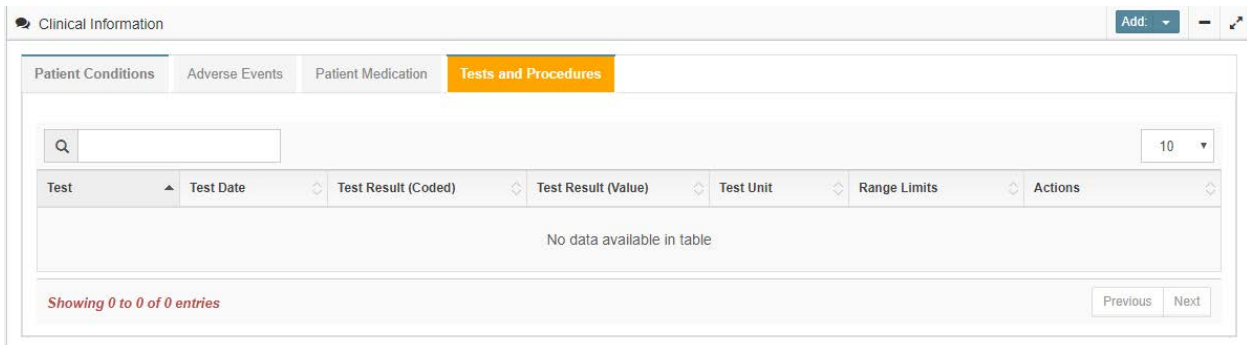 Clinical Information Add:
Patient Conditions Adverse Events Patient Medication Tests and Procedures
10
Test Test Date Test Result (Coded) Test Result (Value) Test Unit Range Limits Actions
No data available in table
Showing 0 to 0 of 0 entries Previous Next